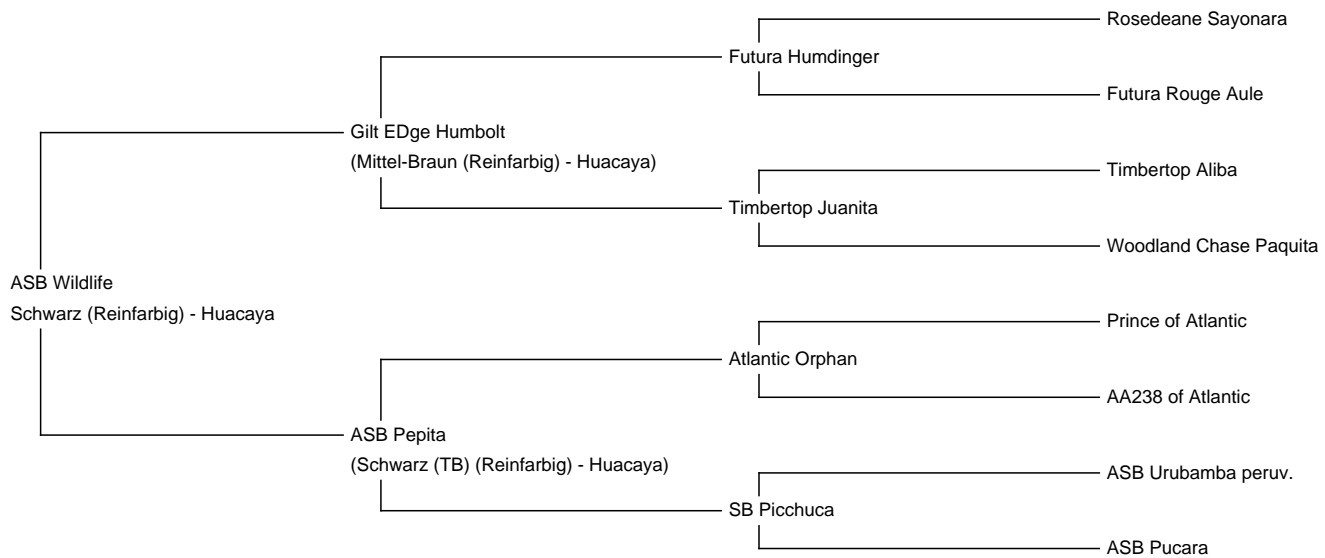 Rosedeane Sayonara
Futura Humdinger
Futura Rouge Aule
Gilt EDge Humbolt
(Mittel-Braun (Reinfarbig) - Huacaya)
Timbertop Aliba
Timbertop Juanita
Woodland Chase Paquita
ASB Wildlife
Schwarz (Reinfarbig) - Huacaya
Prince of Atlantic
Atlantic Orphan
AA238 of Atlantic
ASB Pepita
(Schwarz (TB) (Reinfarbig) - Huacaya)
ASB Urubamba peruv.
SB Picchuca
ASB Pucara